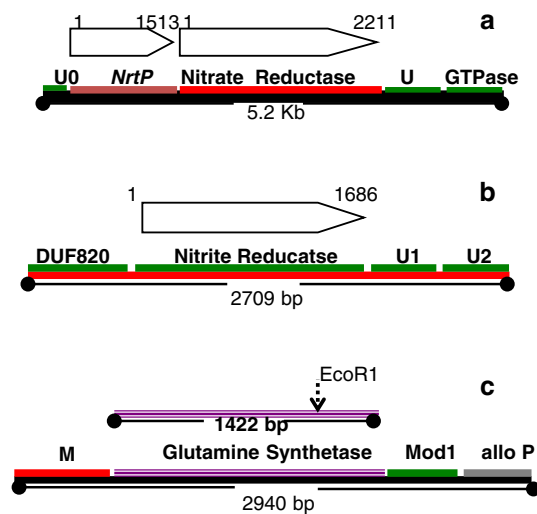 1 1513 1 2211 a
U0 NrtP Nitrate Reductase U GTPase
5.2 Kb
1 1686 b
DUF820 Nitrite Reducatse U1 U2
2709 bp
EcoR1 c
1422 bp
M Glutamine Synthetase Mod1 allo P
2940 bp